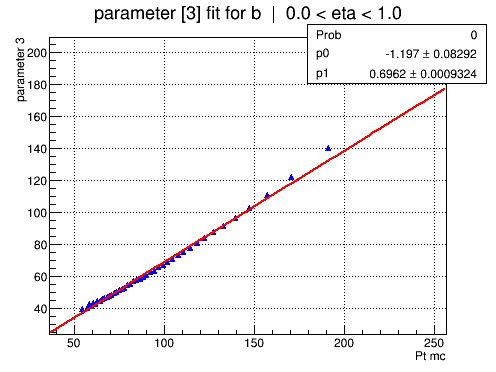 parameter [3] fit for b | 0.0 < eta < 1.0
Prob 0
p0 -1.197 ± 0.08292
p1 0.6962 ± 0.0009324
parameter 3
200
180
160
140
120
100
80
60
40
50 100 150 200 250
Pt mc